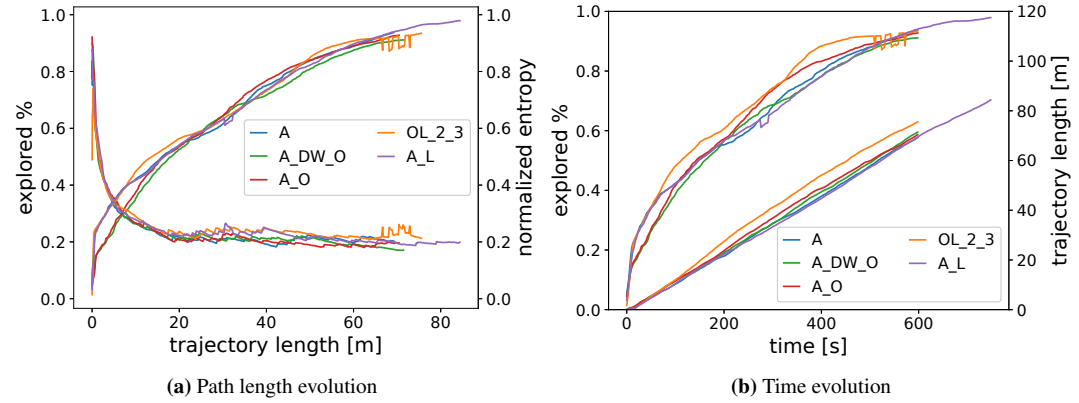 1.0
0.8
0.6
0.4
0.2
0.0
explored %
1.0
0.8
0.6
0.4
0.2
0.0
normalized entropy
A
A_DW_O
A_O
OL_2_3
A_L
0 20 40 60 80
trajectory length [m]
(a) Path length evolution
1.0
0.8
0.6
0.4
0.2
0.0
explored %
120
100
80
60
40
20
0
trajectory length [m]
A
A_DW_O
A_O
OL_2_3
A_L
0 200 400 600
time [s]
(b) Time evolution